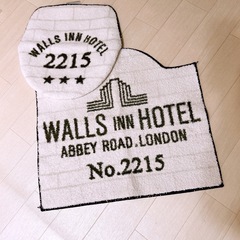 WALLS INN HOTEL
2215
WALLS INN HOTEL
ABBEY ROAD.LONDON
No.2215